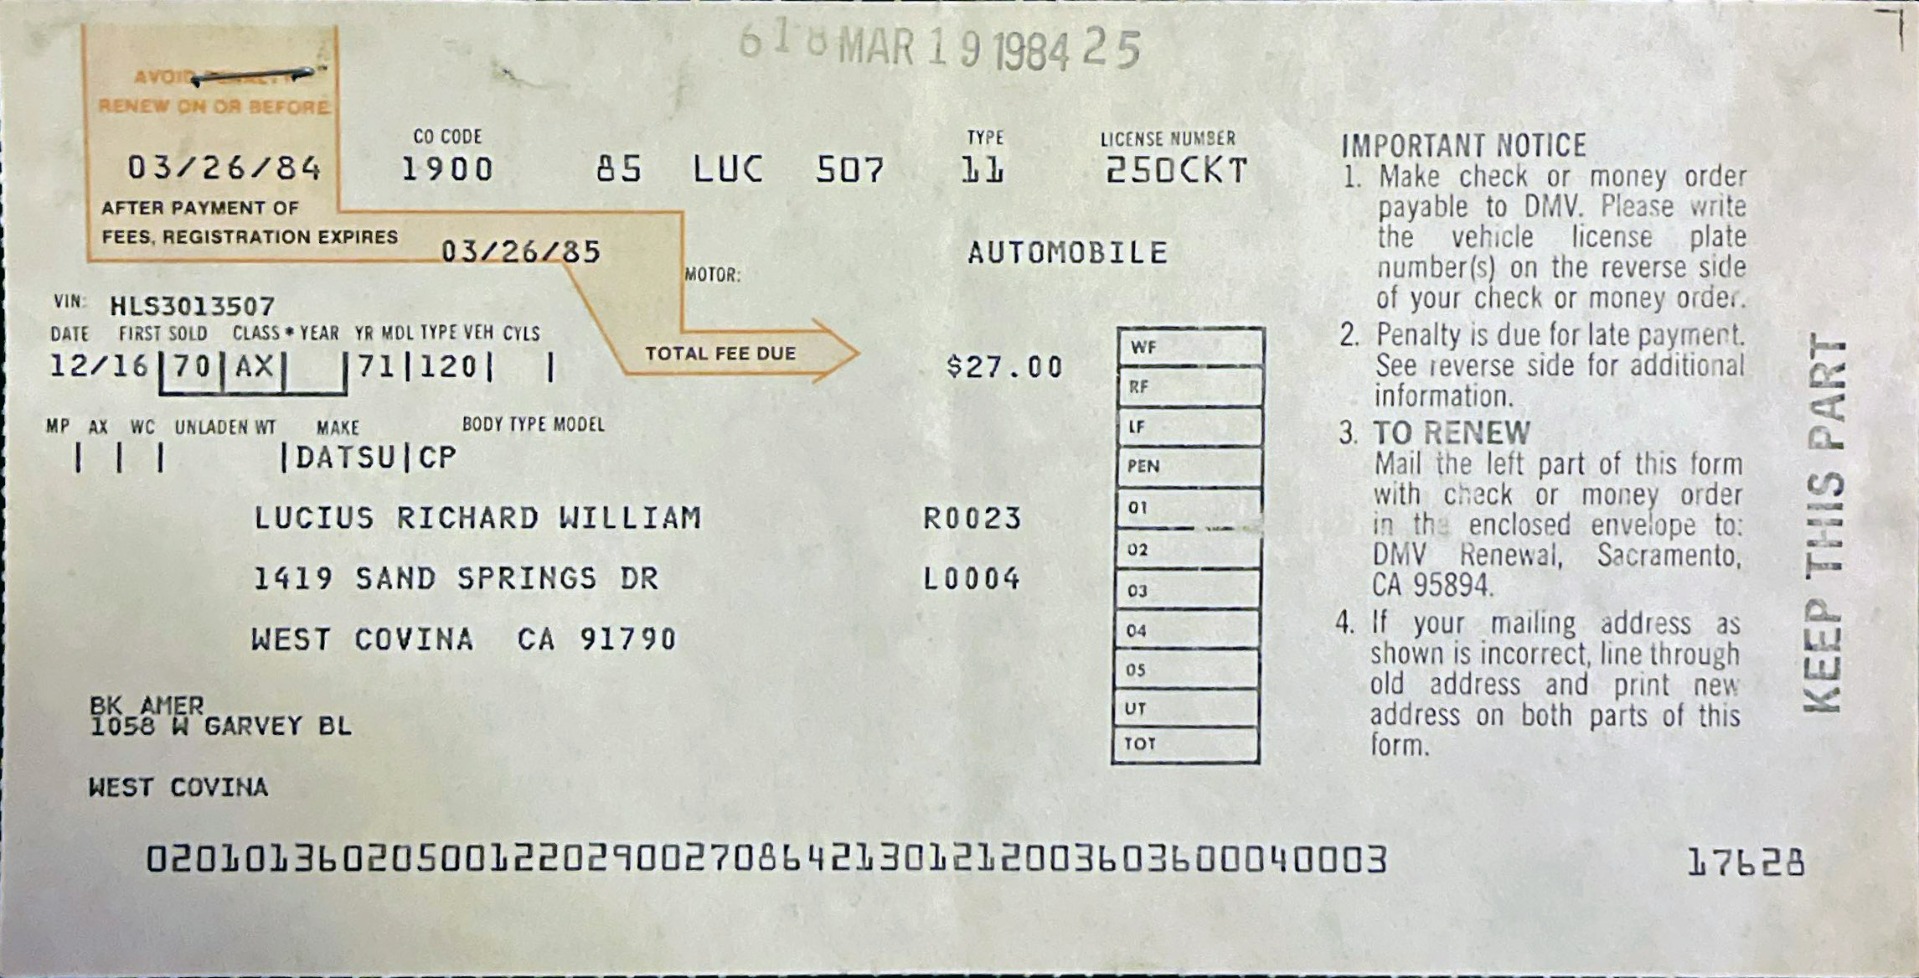 618 MAR 19 1984 25
AVOID PENALTY
RENEW ON OR BEFORE
03/26/84
CO CODE
1900 85 LUC 507
TYPE
11
LICENSE NUMBER
250CKT
AFTER PAYMENT OF
FEES, REGISTRATION EXPIRES 03/26/85
MOTOR:
AUTOMOBILE
VIN: HLS3013507
DATE FIRST SOLD CLASS * YEAR YR MDL TYPE VEH CYLS
12/16|70|AX| |71|120| |
TOTAL FEE DUE
$27.00
MP AX WC UNLADEN WT MAKE BODY TYPE MODEL
| | | |DATSU|CP
LUCIUS RICHARD WILLIAM R0023
1419 SAND SPRINGS DR L0004
WEST COVINA CA 91790
BK AMER
1058 W GARVEY BL
WEST COVINA
WF
RF
LF
PEN
01
02
03
04
05
UT
TOT
IMPORTANT NOTICE
1. Make check or money order
payable to DMV. Please write
the vehicle license plate
number(s) on the reverse side
of your check or money order.
2. Penalty is due for late payment.
See reverse side for additional
information.
3. TO RENEW
Mail the left part of this form
with check or money order
in the enclosed envelope to:
DMV Renewal, Sacramento,
CA 95894.
4. If your mailing address as
shown is incorrect, line through
old address and print new
address on both parts of this
form.
KEEP THIS PART
020101360205001220290027086421301212003603600040003 17628